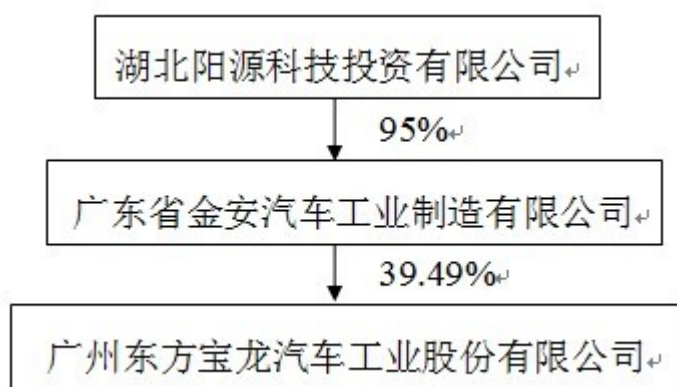 湖北阳源科技投资有限公司
95%
广东省金安汽车工业制造有限公司
39.49%
广州东方宝龙汽车工业股份有限公司